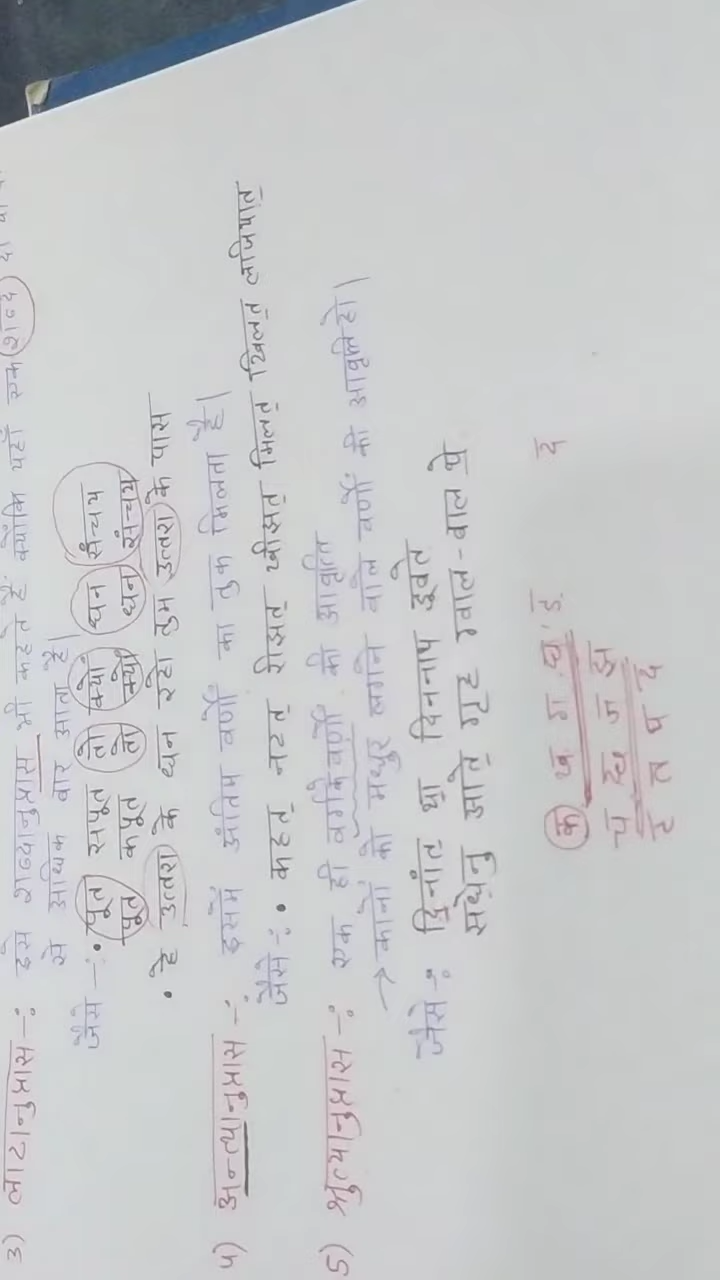 3) लाटानुप्रास -: इसे शब्दानुप्रास भी कहते हैं क्योंकि यहाँ एक शब्द दो या
से अधिक बार आता है।
जैसे -: • पूत सपूत तो क्यों धन संचय
पूत कपूत तो क्यों धन संचय
• हे उत्तरा के धन रहो तुम उत्तरा के पास
4) अन्त्यानुप्रास -: इसमें अंतिम वर्णों का तुक मिलता है।
जैसे -: • कहत नटत रीझत खीझत मिलत खिलत लजियात
5) श्रुत्यानुप्रास -: एक ही वर्ग के वर्णों की आवृत्ति
→ कानों को मधुर लगने वाले वर्णों की आवृत्ति हो।
जैसे -: दिनांत था दिननाथ डूबते
सधेनु आते गृह ग्वाल-बाल थे
क ख ग घ ङ य
च छ ज झ
ट त प द